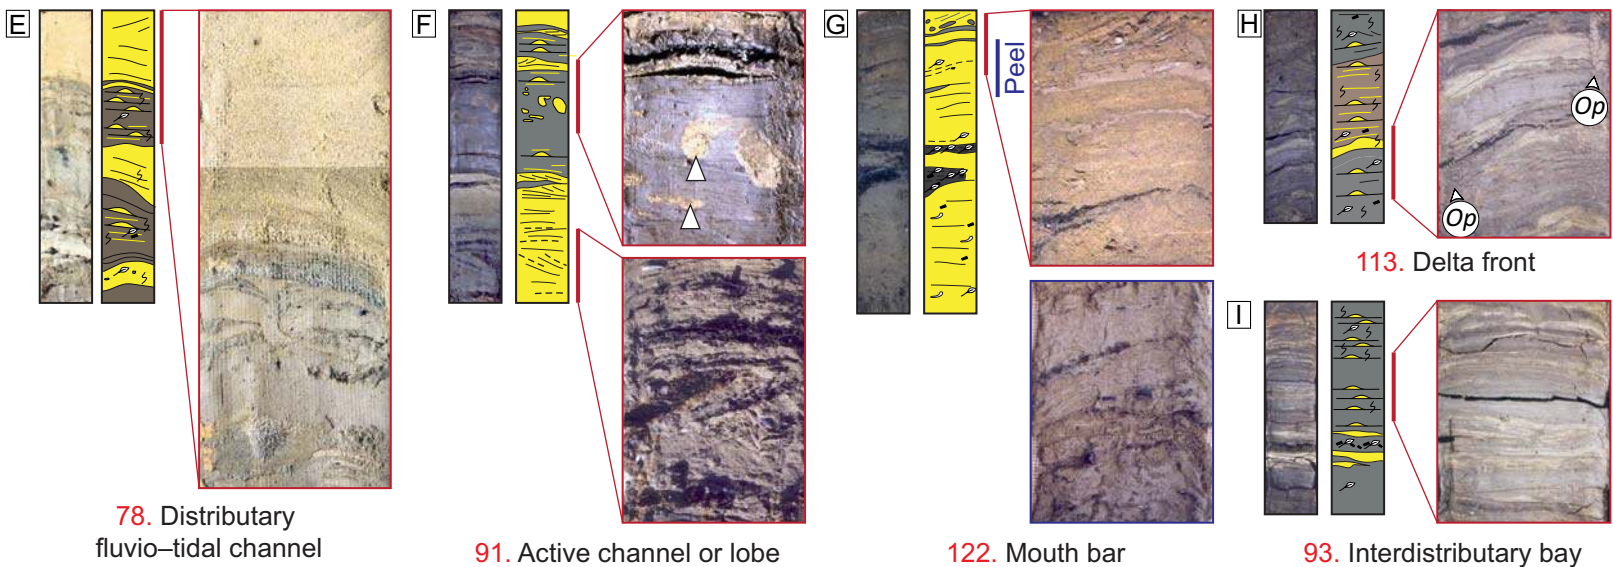 E
78. Distributary
fluvio–tidal channel
F
91. Active channel or lobe
G
Peel
122. Mouth bar
H
Op
Op
113. Delta front
I
93. Interdistributary bay